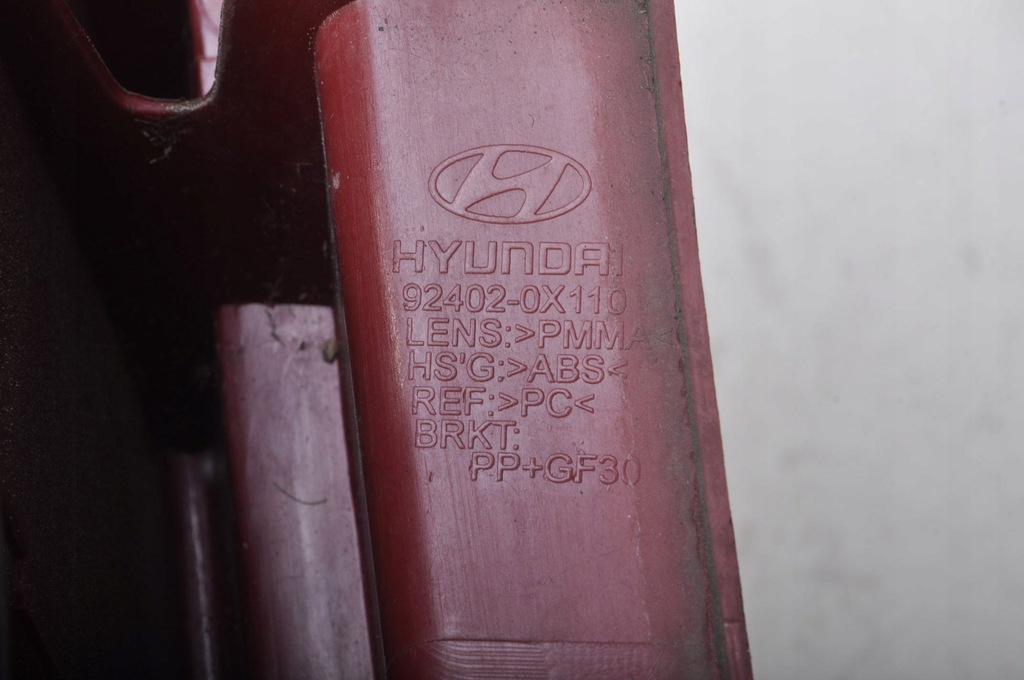 HYUNDAI
92402-0X110
LENS:>PMMA<
HS'G:>ABS<
REF:>PC<
BRKT:
PP+GF30